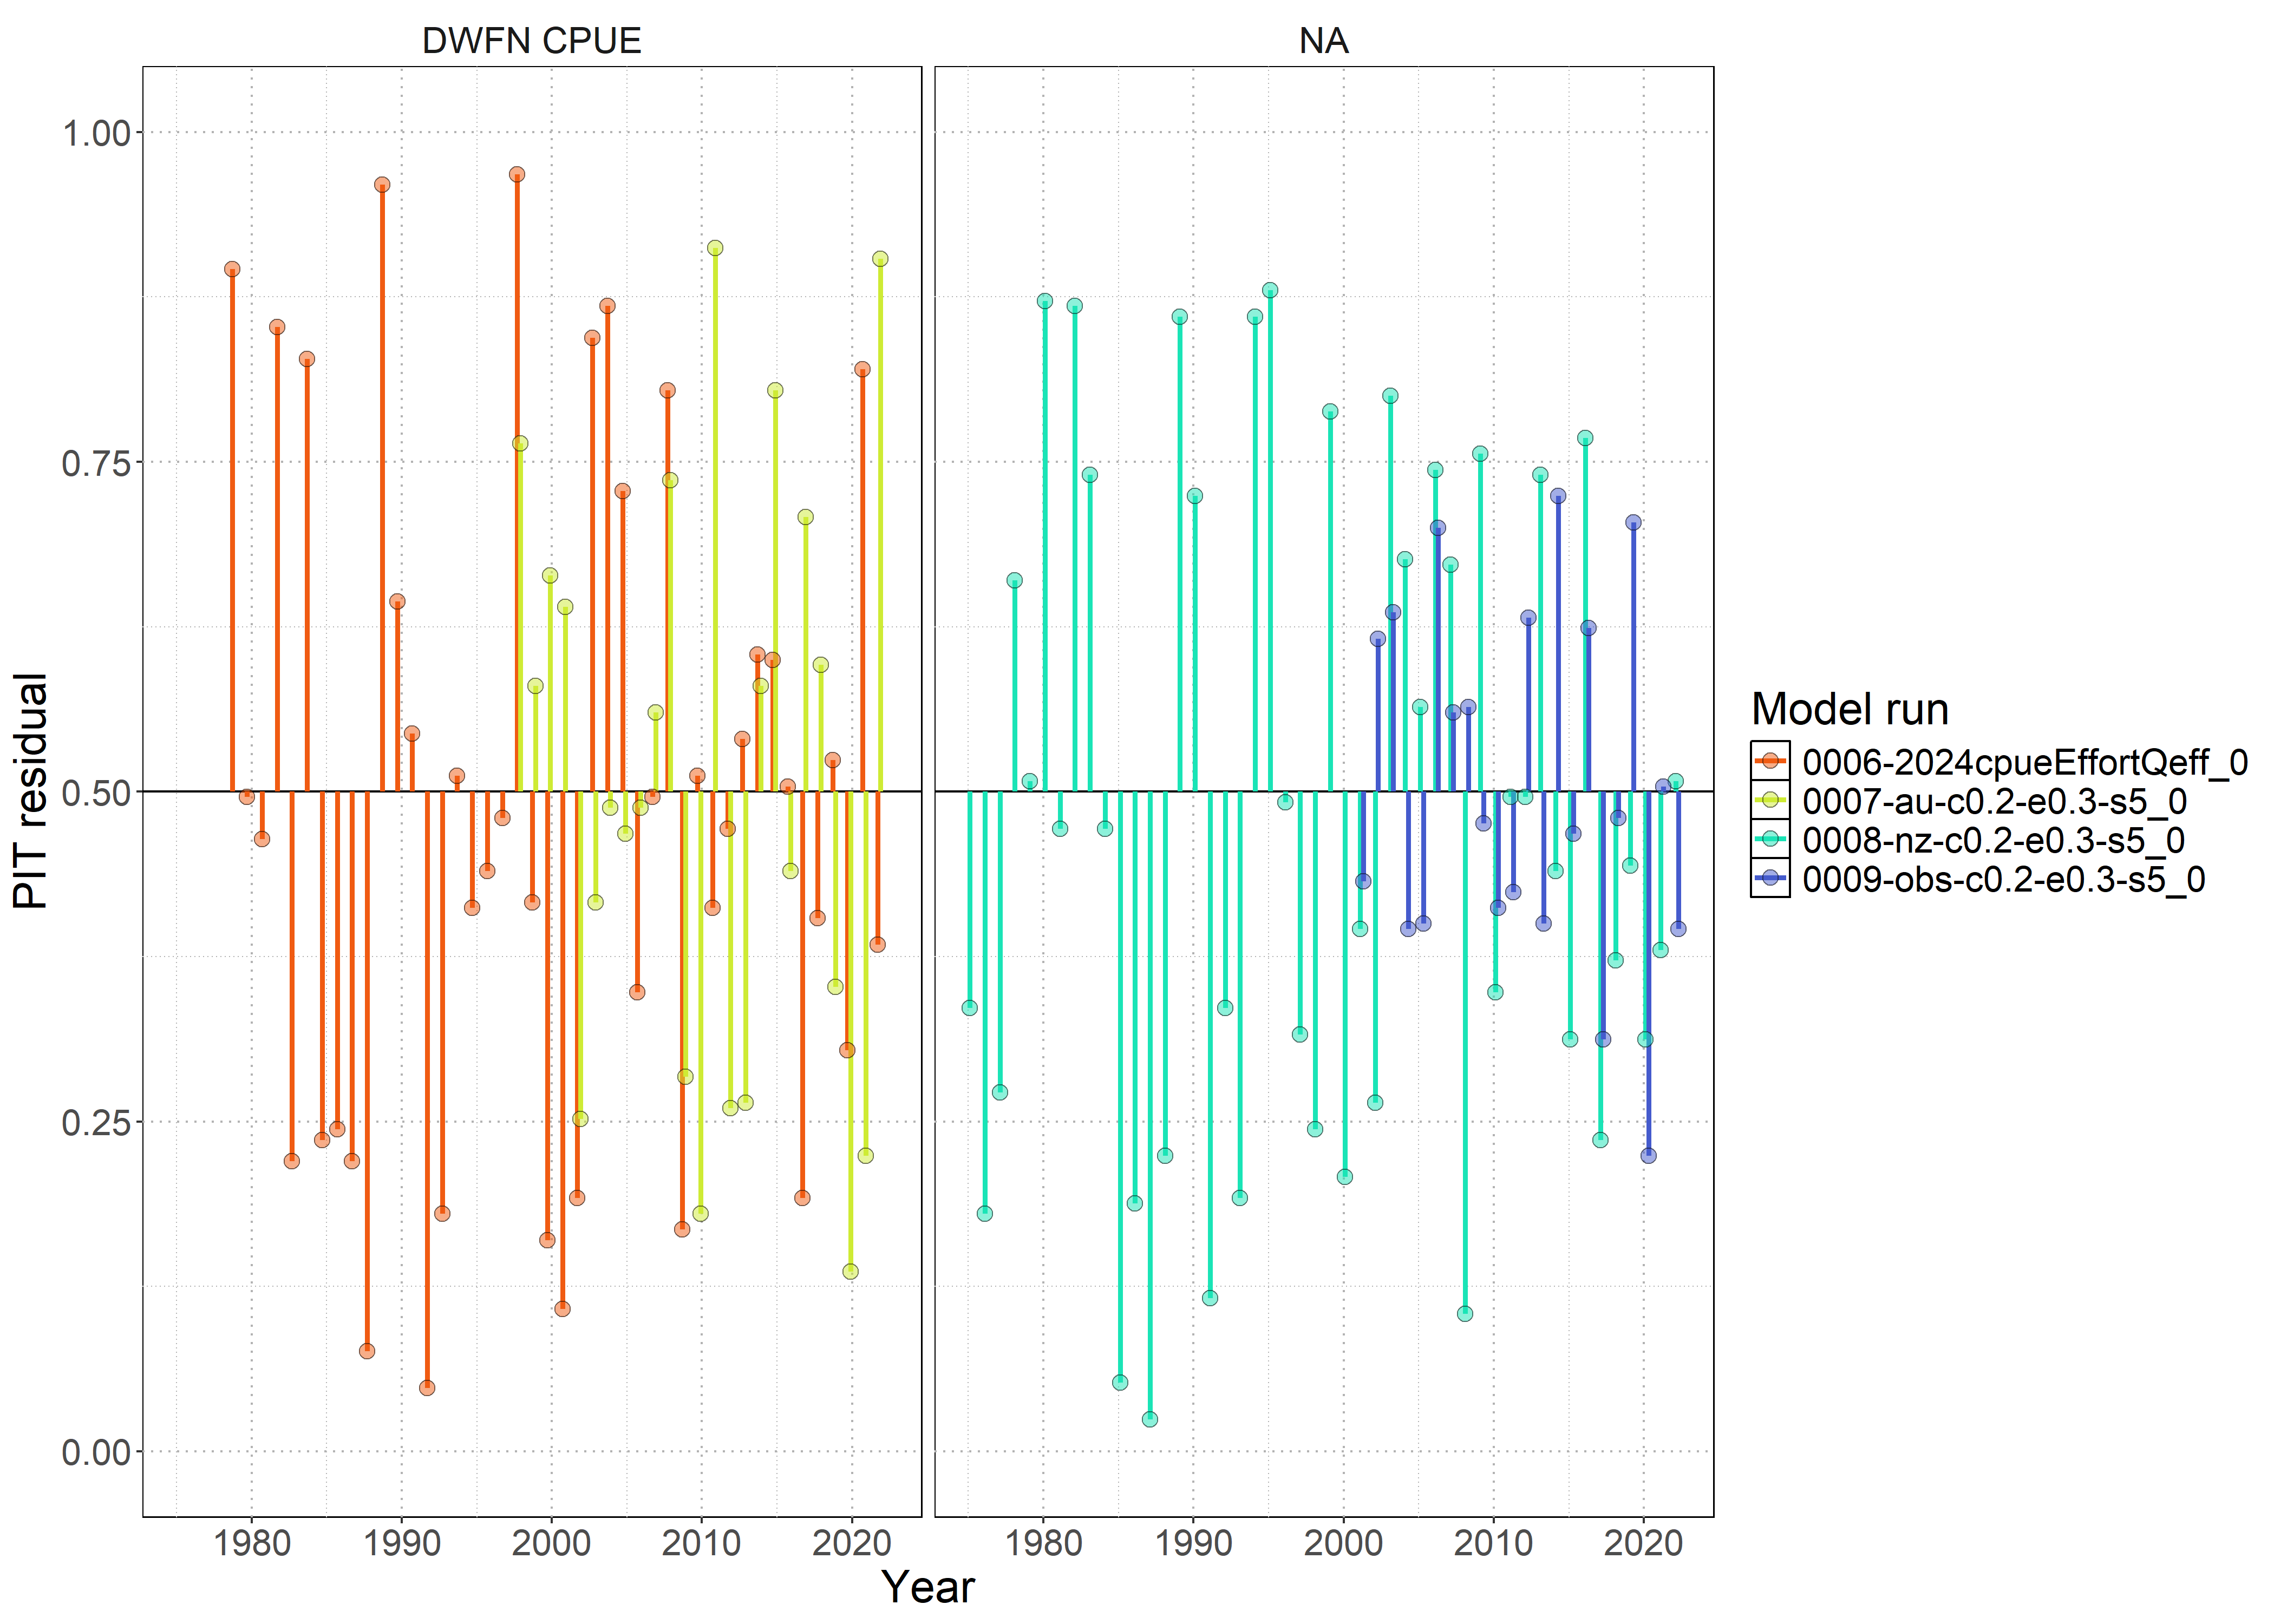 DWFN CPUE
NA
1.00
0.75
0.50
0.25
0.00
PIT residual
1980 1990 2000 2010 2020
1980 1990 2000 2010 2020
Year
Model run
0006-2024cpueEffortQeff_0
0007-au-c0.2-e0.3-s5_0
0008-nz-c0.2-e0.3-s5_0
0009-obs-c0.2-e0.3-s5_0